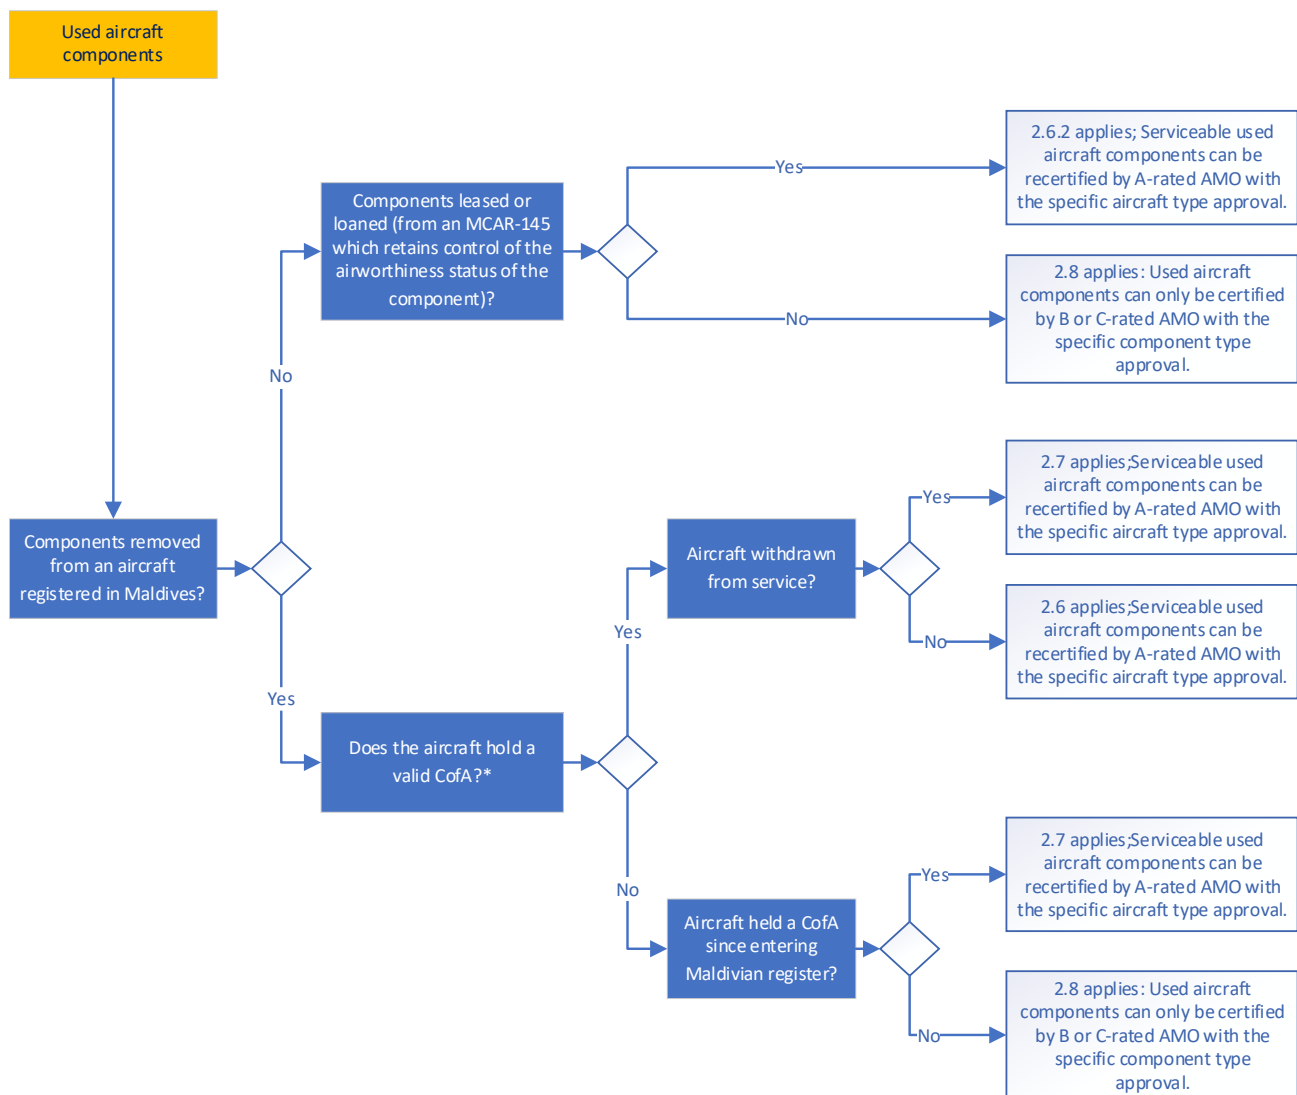 Used aircraft
components
Components removed
from an aircraft
registered in Maldives?
No
Yes
Components leased or
loaned (from an MCAR-145
which retains control of the
airworthiness status of the
component)?
Yes
No
2.6.2 applies; Serviceable used
aircraft components can be
recertified by A-rated AMO with
the specific aircraft type approval.
2.8 applies: Used aircraft
components can only be certified
by B or C-rated AMO with the
specific component type
approval.
Does the aircraft hold a
valid CofA?*
Yes
No
Aircraft withdrawn
from service?
Yes
No
2.7 applies;Serviceable used
aircraft components can be
recertified by A-rated AMO with
the specific aircraft type approval.
2.6 applies;Serviceable used
aircraft components can be
recertified by A-rated AMO with
the specific aircraft type approval.
Aircraft held a CofA
since entering
Maldivian register?
Yes
No
2.7 applies;Serviceable used
aircraft components can be
recertified by A-rated AMO with
the specific aircraft type approval.
2.8 applies: Used aircraft
components can only be certified
by B or C-rated AMO with the
specific component type
approval.